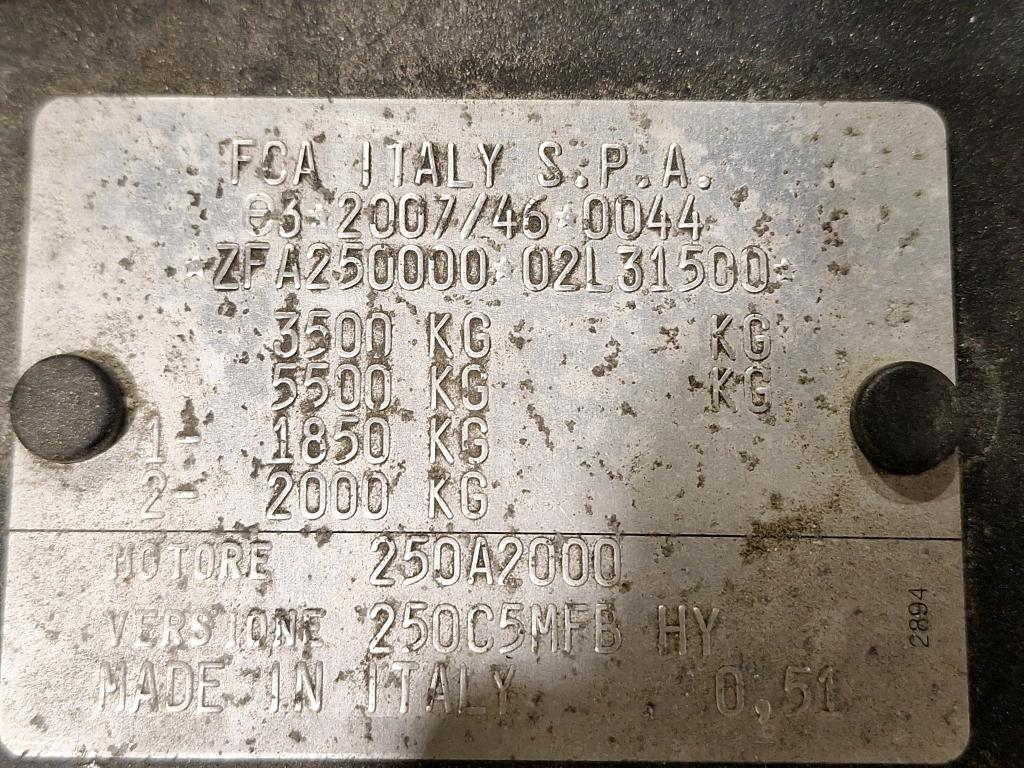 FCA ITALY S.P.A.
e3*2007/46*0044
*ZFA250000*02L31500*
3500 KG KG
5500 KG KG
1- 1850 KG
2- 2000 KG
MOTORE 250A2000
VERSIONE 250C5MFB HY
MADE IN ITALY 0,51
2894